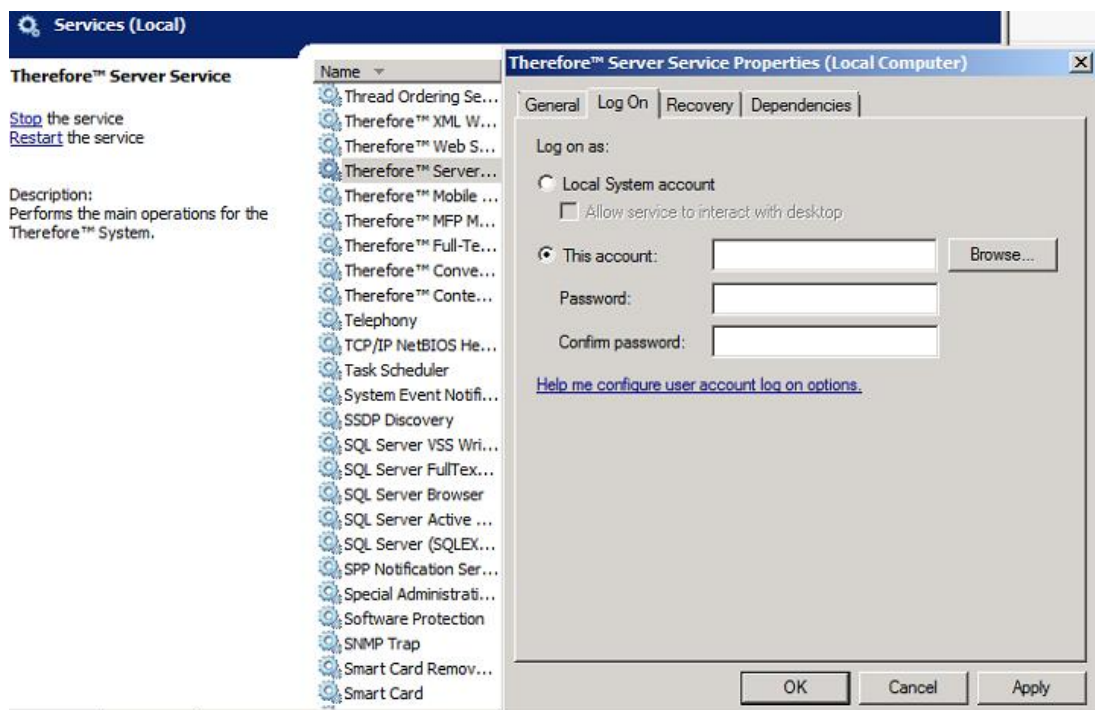 Services (Local)
Therefore™ Server Service
Stop the service
Restart the service
Description:
Performs the main operations for the
Therefore™ System.
Name
Thread Ordering Se...
Therefore™ XML W...
Therefore™ Web S...
Therefore™ Server...
Therefore™ Mobile ...
Therefore™ MFP M...
Therefore™ Full-Te...
Therefore™ Conve...
Therefore™ Conte...
Telephony
TCP/IP NetBIOS He...
Task Scheduler
System Event Notifi...
SSDP Discovery
SQL Server VSS Wri...
SQL Server FullTex...
SQL Server Browser
SQL Server Active ...
SQL Server (SQLEX...
SPP Notification Ser...
Special Administrati...
Software Protection
SNMP Trap
Smart Card Remov...
Smart Card
Therefore™ Server Service Properties (Local Computer)
General Log On Recovery Dependencies
Log on as:
Local System account
Allow service to interact with desktop
This account:
Browse...
Password:
Confirm password:
Help me configure user account log on options.
OK Cancel Apply